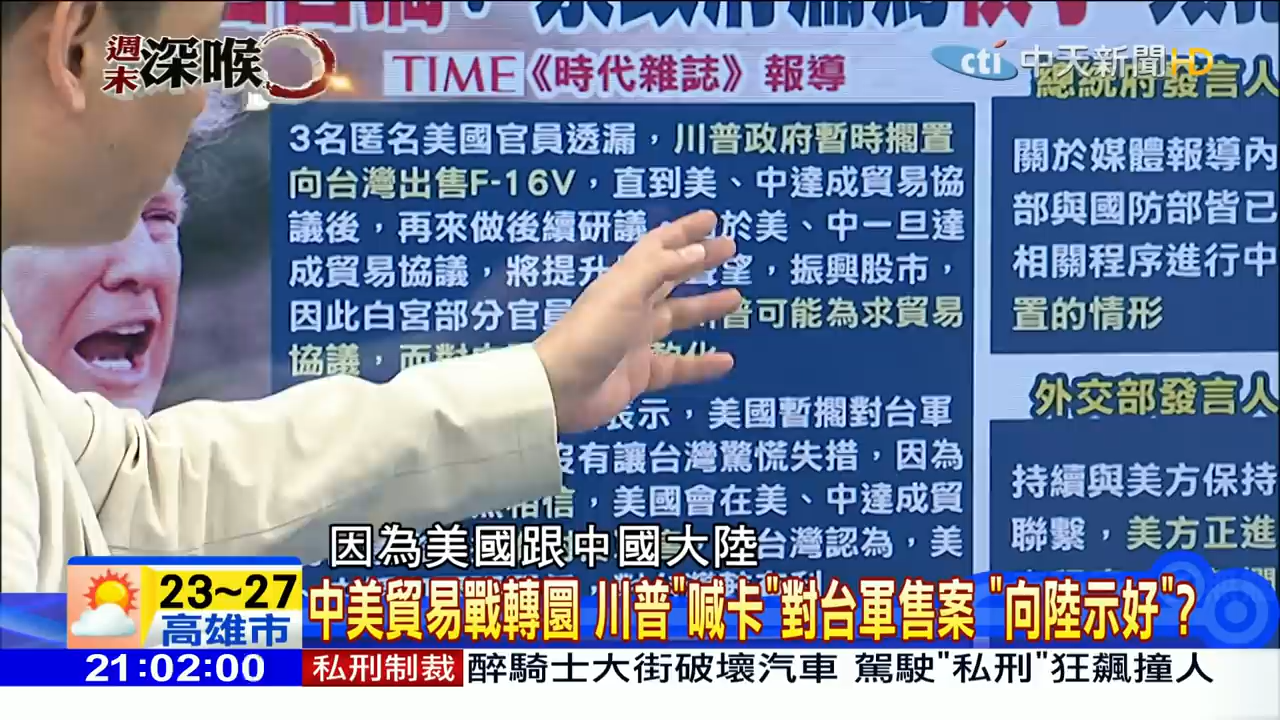 週末深喉
cti 中天新聞HD
TIME《時代雜誌》報導
3名匿名美國官員透漏，川普政府暫時擱置
向台灣出售F-16V，直到美、中達成貿易協
議後，再來做後續研議
於美、中一旦達
成貿易協議，將提升
望，振興股市，
因此白宮部分官員
普可能為求貿易
協議，而對
表示，美國暫擱對台軍
沒有讓台灣驚慌失措，因為
相信，美國會在美、中達成貿
台灣認為，美
總統府發言人
關於媒體報導內
部與國防部皆已
相關程序進行中
置的情形
外交部發言人
持續與美方保持
聯繫，美方正進
因為美國跟中國大陸
23~27
高雄市
中美貿易戰轉圜 川普"喊卡"對台軍售案 "向陸示好"?
21:02:00
私刑制裁 醉騎士大街破壞汽車 駕駛"私刑"狂飆撞人